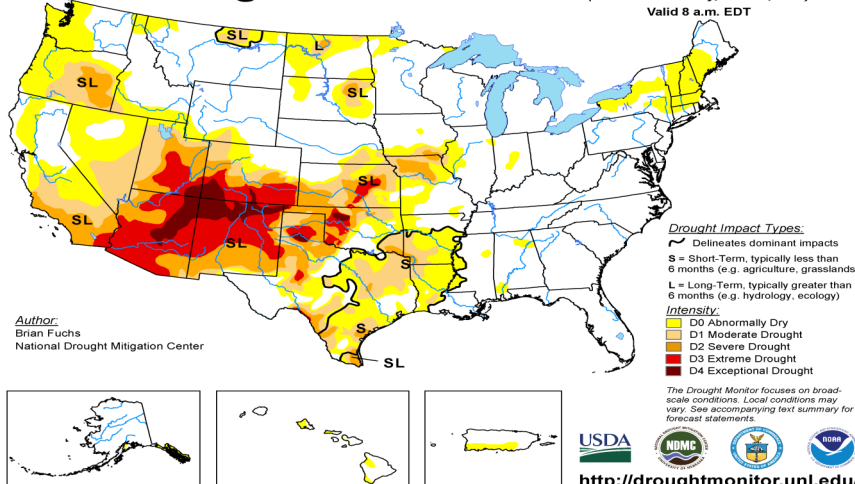 Valid 8 a.m. EDT
SL
L
SL
SL
SL
SL
SL
S
S
SL
Drought Impact Types:
Delineates dominant impacts
S = Short-Term, typically less than
6 months (e.g. agriculture, grasslands
L = Long-Term, typically greater than
6 months (e.g. hydrology, ecology)
Intensity:
D0 Abnormally Dry
D1 Moderate Drought
D2 Severe Drought
D3 Extreme Drought
D4 Exceptional Drought
Author:
Brian Fuchs
National Drought Mitigation Center
The Drought Monitor focuses on broad-
scale conditions. Local conditions may
vary. See accompanying text summary for
forecast statements.
USDA
NDMC
NOAA
http://droughtmonitor.unl.edu/